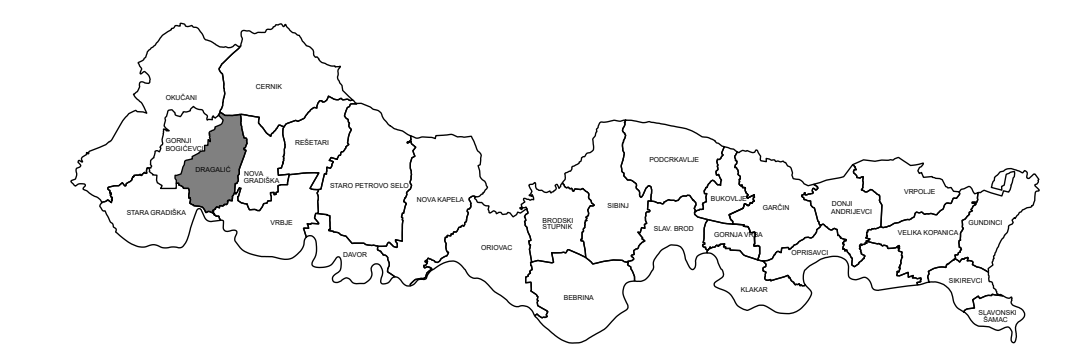 OKUČANI
CERNIK
GORNJI
BOGIĆEVCI
DRAGALIĆ
NOVA
GRADIŠKA
REŠETARI
STARO PETROVO SELO
NOVA KAPELA
STARA GRADIŠKA
VRBJE
DAVOR
ORIOVAC
BRODSKI
STUPNIK
SIBINJ
PODCRKAVLJE
BUKOVLJE
SLAV. BROD
GORNJA VRBA
GARČIN
DONJI
ANDRIJEVCI
VRPOLJE
VELIKA KOPANICA
GUNDINCI
OPRISAVCI
BEBRINA
KLAKAR
SIKIREVCI
SLAVONSKI
ŠAMAC